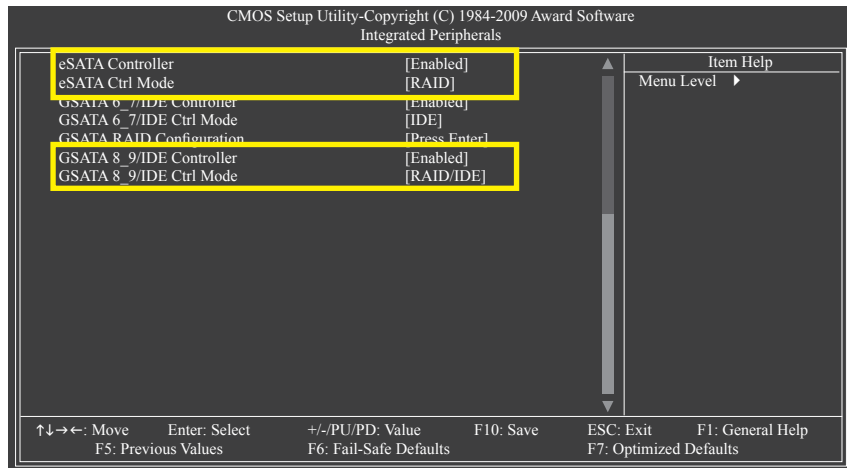 CMOS Setup Utility-Copyright (C) 1984-2009 Award Software
Integrated Peripherals
eSATA Controller [Enabled]
eSATA Ctrl Mode [RAID]
GSATA 6_7/IDE Controller [Enabled]
GSATA 6_7/IDE Ctrl Mode [IDE]
GSATA RAID Configuration [Press Enter]
GSATA 8_9/IDE Controller [Enabled]
GSATA 8_9/IDE Ctrl Mode [RAID/IDE]
Item Help
Menu Level
↑↓→←: Move Enter: Select +/-/PU/PD: Value F10: Save ESC: Exit F1: General Help
F5: Previous Values F6: Fail-Safe Defaults F7: Optimized Defaults